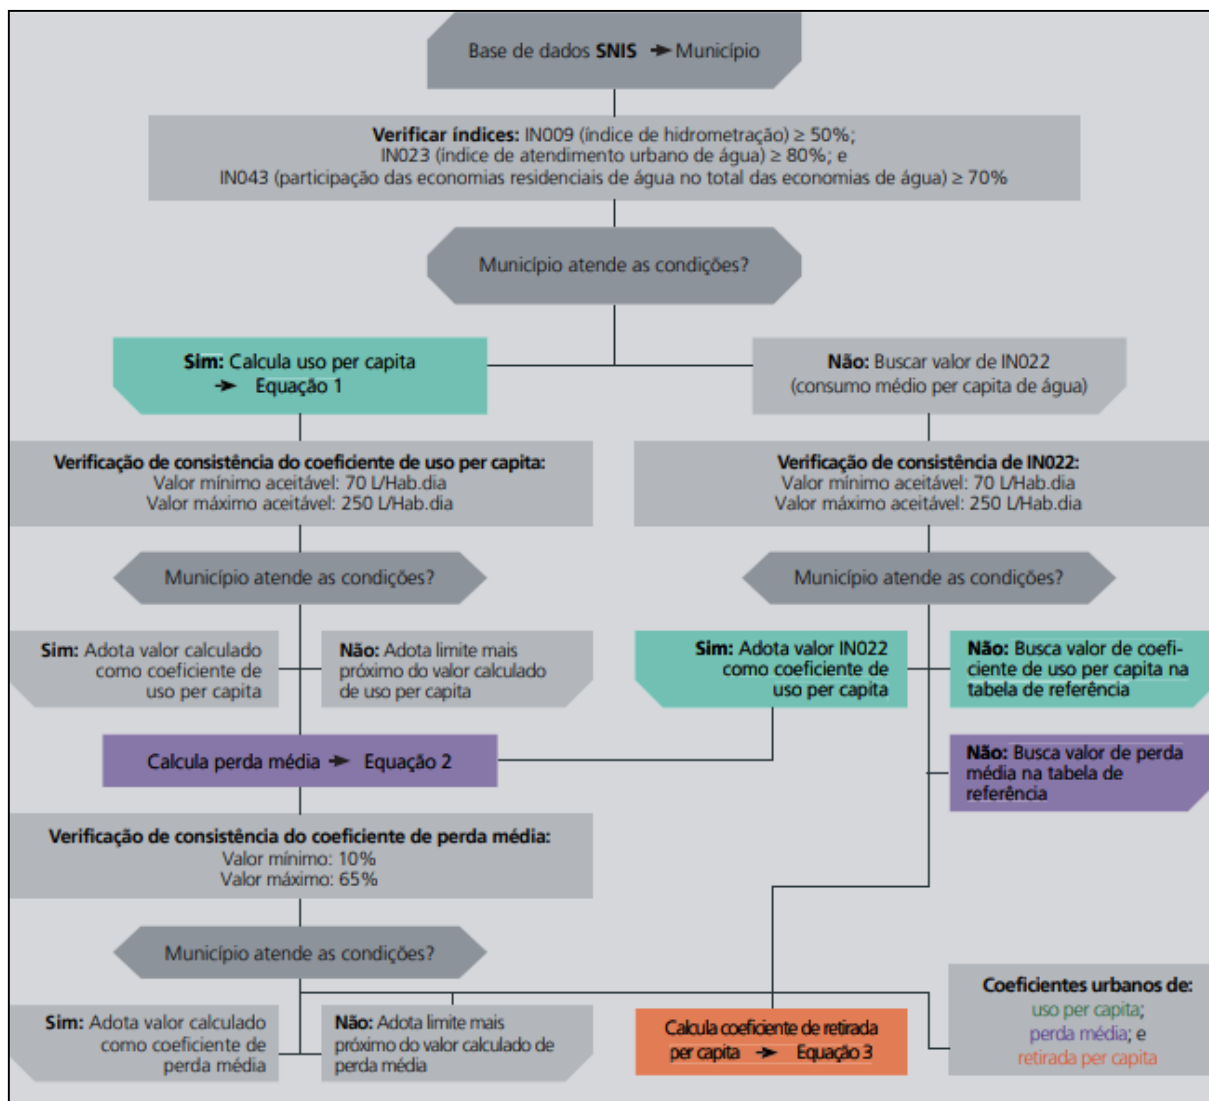 Base de dados SNIS → Município
Verificar índices: IN009 (índice de hidrometração) ≥ 50%;
IN023 (índice de atendimento urbano de água) ≥ 80%; e
IN043 (participação das economias residenciais de água no total das economias de água) ≥ 70%
Município atende as condições?
Sim: Calcula uso per capita
→ Equação 1
Não: Buscar valor de IN022
(consumo médio per capita de água)
Verificação de consistência do coeficiente de uso per capita:
Valor mínimo aceitável: 70 L/Hab.dia
Valor máximo aceitável: 250 L/Hab.dia
Verificação de consistência de IN022:
Valor mínimo aceitável: 70 L/Hab.dia
Valor máximo aceitável: 250 L/Hab.dia
Município atende as condições?
Município atende as condições?
Sim: Adota valor calculado
como coeficiente de
uso per capita
Não: Adota limite mais
próximo do valor calculado
de uso per capita
Sim: Adota valor IN022
como coeficiente de
uso per capita
Não: Busca valor de coefi-
ciente de uso per capita na
tabela de referência
Calcula perda média → Equação 2
Não: Busca valor de perda
média na tabela de
referência
Verificação de consistência do coeficiente de perda média:
Valor mínimo: 10%
Valor máximo: 65%
Município atende as condições?
Sim: Adota valor calculado
como coeficiente de
perda média
Não: Adota limite mais
próximo do valor calculado de
perda média
Calcula coeficiente de retirada
per capita → Equação 3
Coeficientes urbanos de:
uso per capita;
perda média; e
retirada per capita